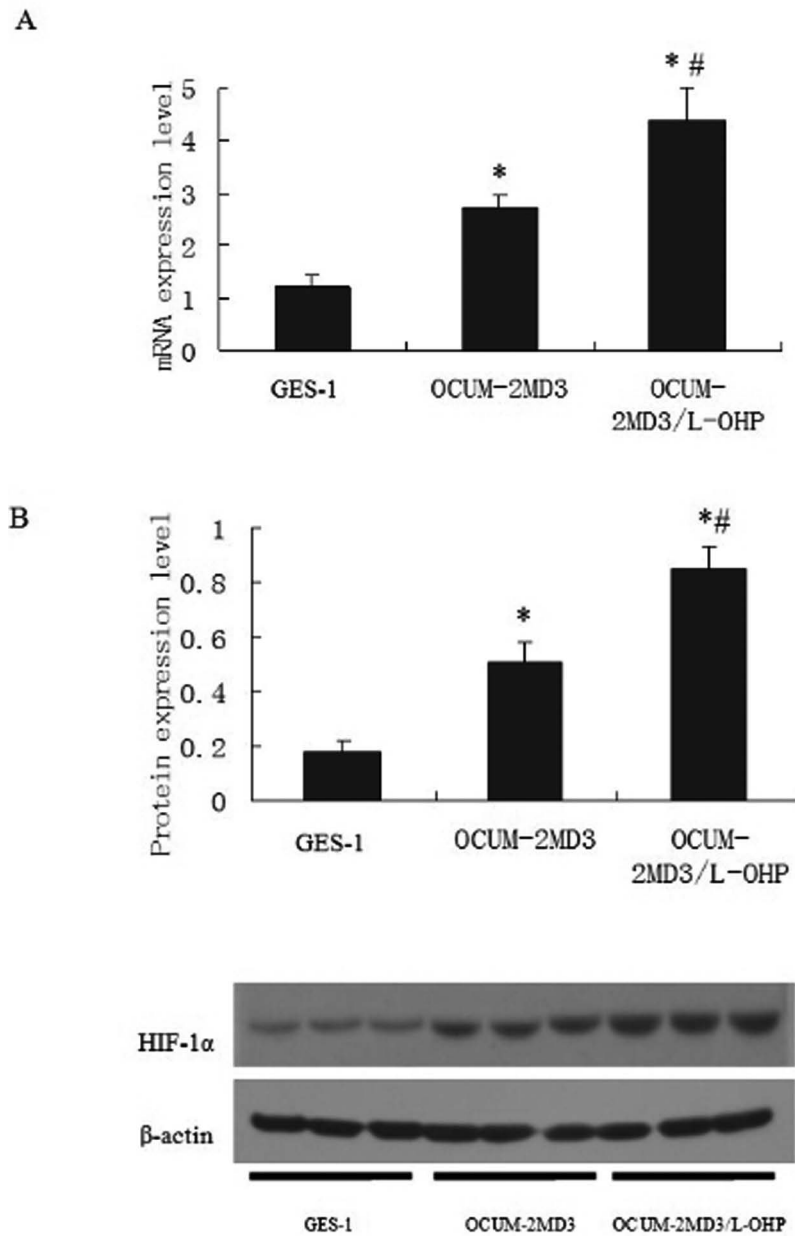 A
mRNA expression level
5
4
3
2
1
0
*
* #
GES-1
OCUM-2MD3
OCUM-
2MD3/L-OHP
B
Protein expression level
1
0.8
0.6
0.4
0.2
0
*
*#
GES-1
OCUM-2MD3
OCUM-
2MD3/L-OHP
HIF-1α
β-actin
GES-1
OCUM-2MD3
OCUM-2MD3/L-OHP